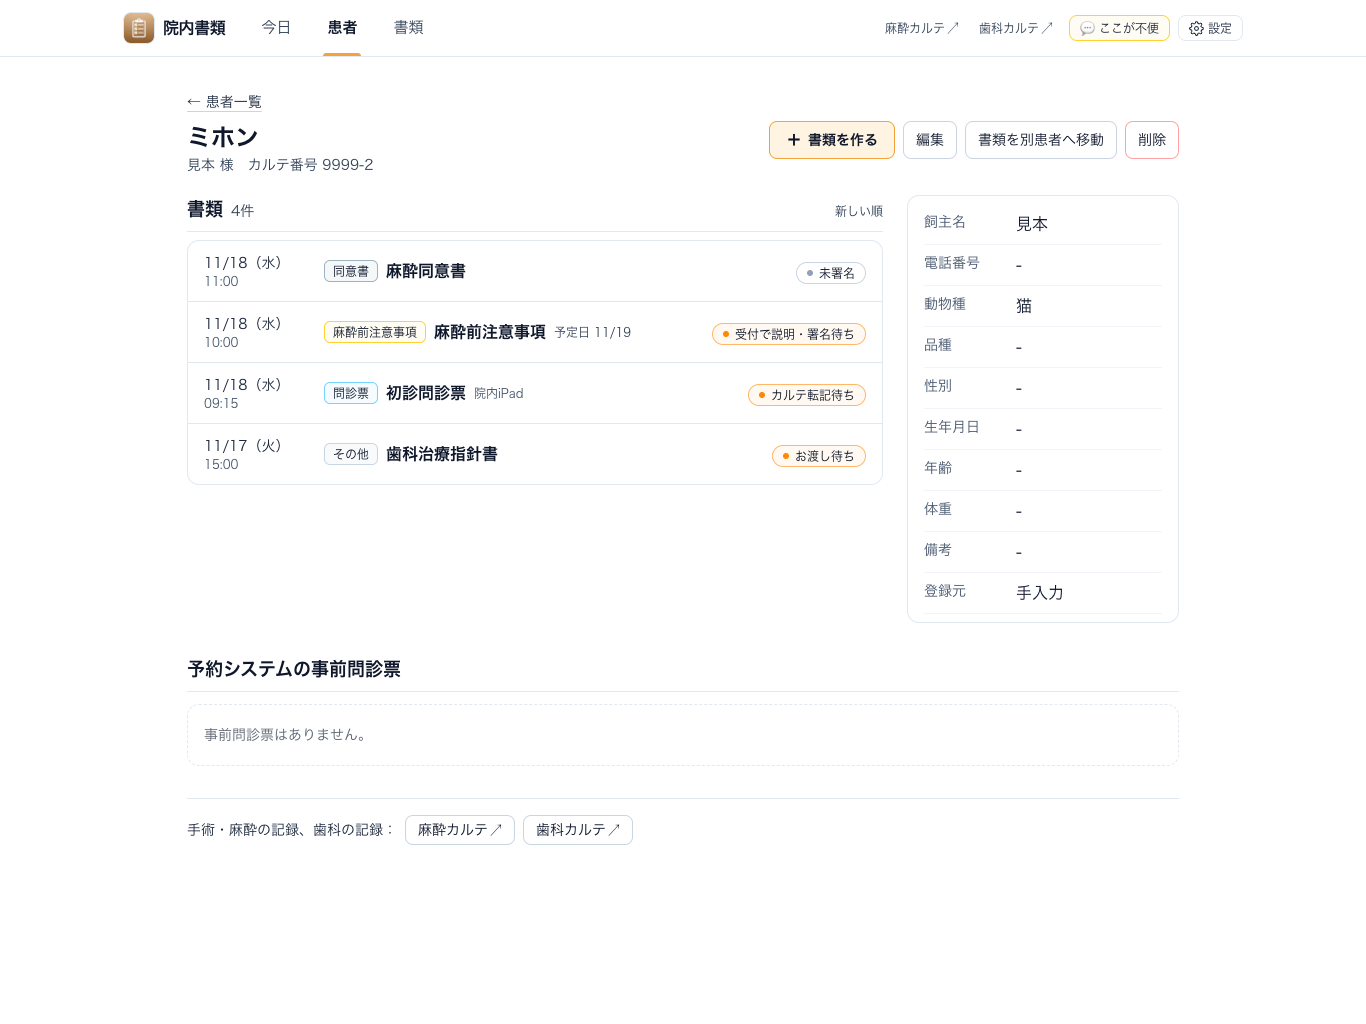 院内書類
今日
患者
書類
麻酔カルテ↗
歯科カルテ↗
ここが不便
設定
← 患者一覧
ミホン
見本 様　カルテ番号 9999-2
＋ 書類を作る
編集
書類を別患者へ移動
削除
書類 4件
新しい順
11/18（水） 11:00
同意書 麻酔同意書
未署名
11/18（水） 10:00
麻酔前注意事項 麻酔前注意事項 予定日 11/19
受付で説明・署名待ち
11/18（水） 09:15
問診票 初診問診票 院内iPad
カルテ転記待ち
11/17（火） 15:00
その他 歯科治療指針書
お渡し待ち
飼主名 見本
電話番号 -
動物種 猫
品種 -
性別 -
生年月日 -
年齢 -
体重 -
備考 -
登録元 手入力
予約システムの事前問診票
事前問診票はありません。
手術・麻酔の記録、歯科の記録：
麻酔カルテ↗
歯科カルテ↗